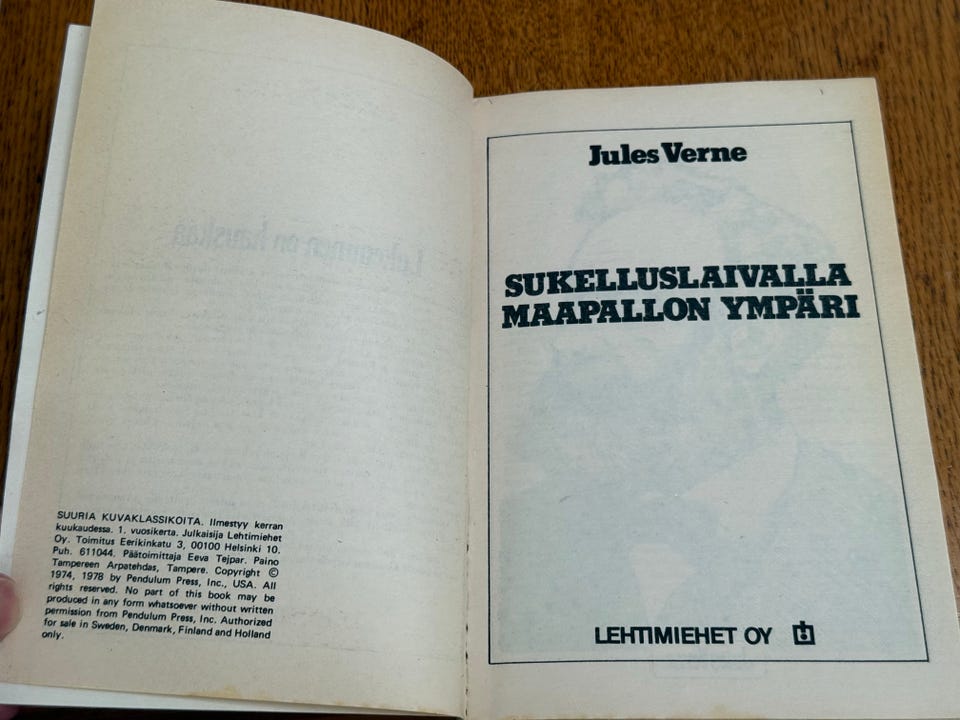 SUURIA KUVAKLASSIKOITA. Ilmestyy kerran
kuukaudessa. 1. vuosikerta. Julkaisija Lehtimiehet
Oy. Toimitus Eerikinkatu 3, 00100 Helsinki 10.
Puh. 611044. Päätoimittaja Eeva Tejpar. Paino
Tampereen Arpatehdas, Tampere. Copyright ©
1974, 1978 by Pendulum Press, Inc., USA. All
rights reserved. No part of this book may be
produced in any form whatsoever without written
permission from Pendulum Press, Inc. Authorized
for sale in Sweden, Denmark, Finland and Holland
only.
Jules Verne
SUKELLUSLAIVALLA
MAAPALLON YMPÄRI
LEHTIMIEHET OY